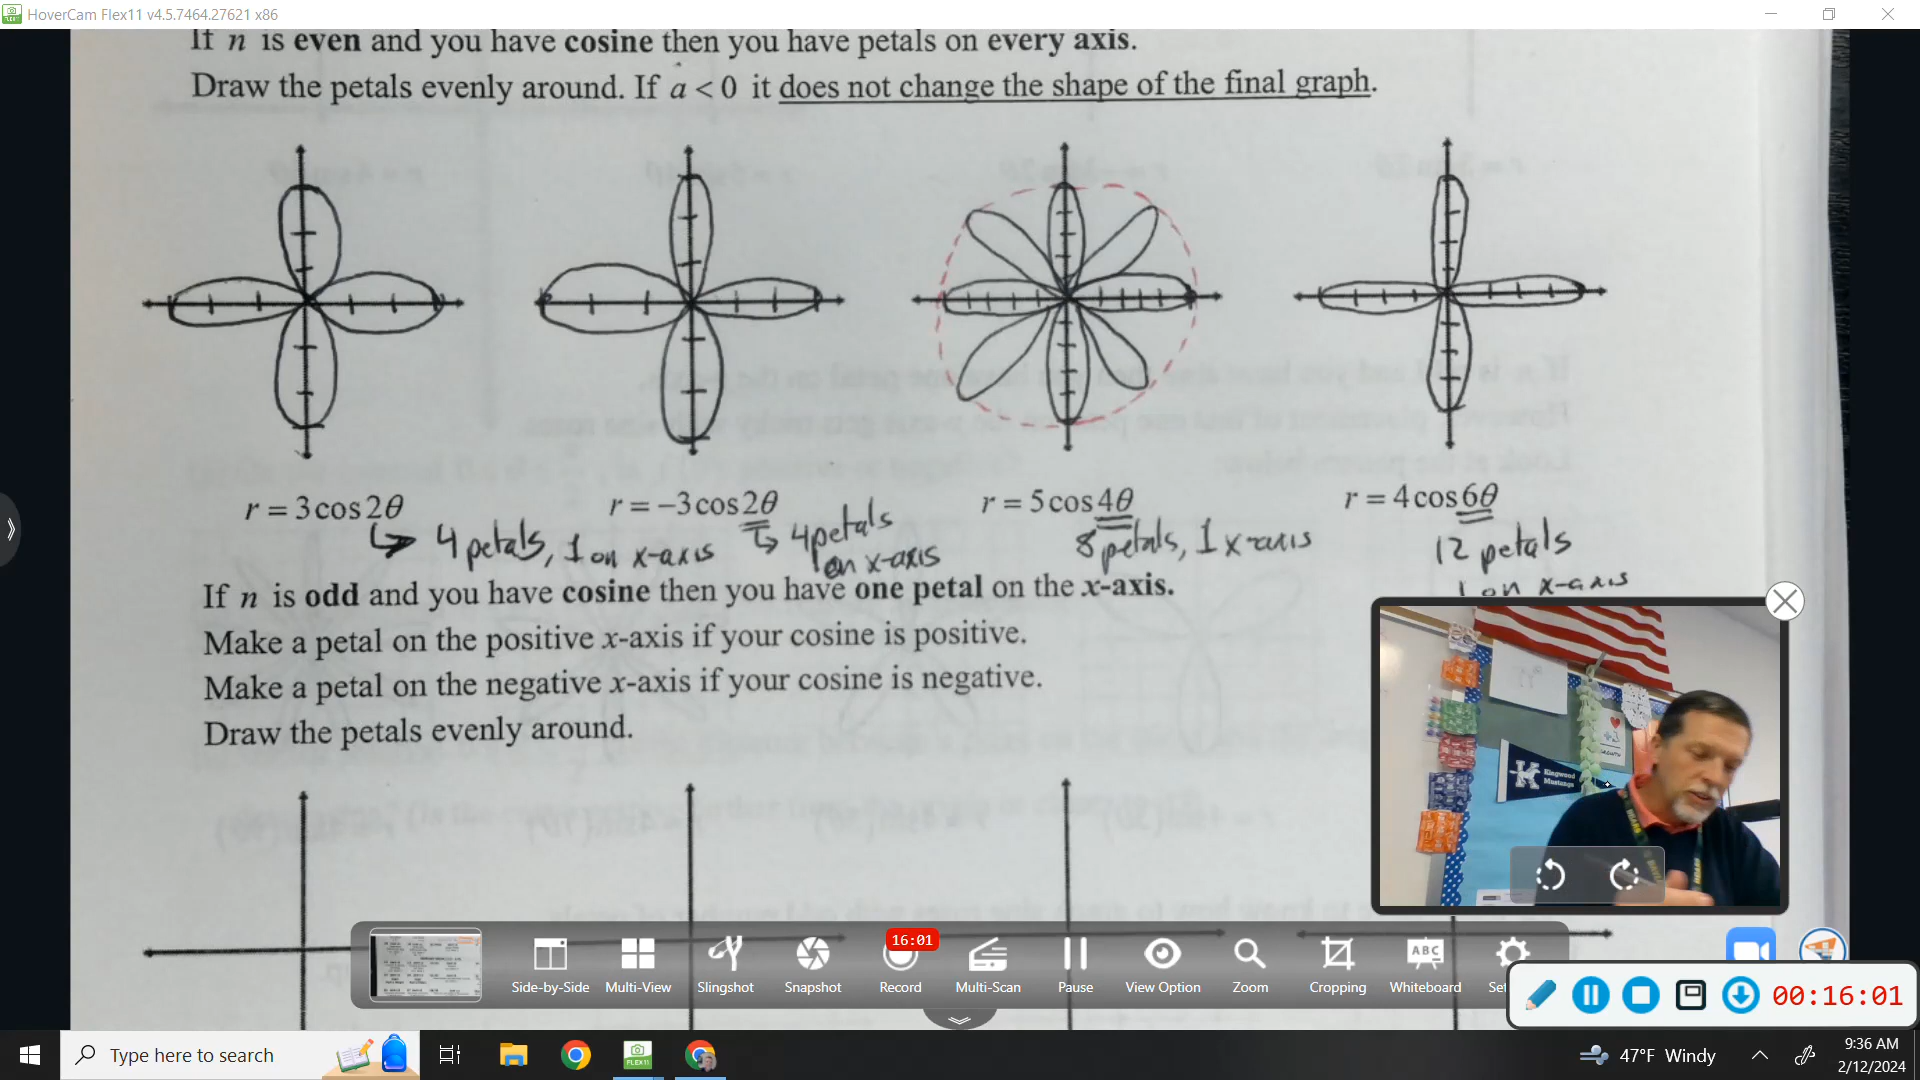 HoverCam Flex11 v4.5.7464.27621 x86
If n is even and you have cosine then you have petals on every axis.
Draw the petals evenly around. If a < 0 it does not change the shape of the final graph.
r = 3cos2θ
r = −3cos2θ
r = 5cos4θ
r = 4cos6θ
4 petals, 1 on x-axis
4 petals
1 on x-axis
8 petals, 1 x-axis
12 petals
1 on x-axis
If n is odd and you have cosine then you have one petal on the x-axis.
Make a petal on the positive x-axis if your cosine is positive.
Make a petal on the negative x-axis if your cosine is negative.
Draw the petals evenly around.
K Kingwood
Mustangs
16:01
ABC
Side-by-Side Multi-View Slingshot Snapshot Record Multi-Scan Pause View Option Zoom Cropping Whiteboard
00:16:01
Type here to search
FLEX11
47°F Windy
9:36 AM
2/12/2024